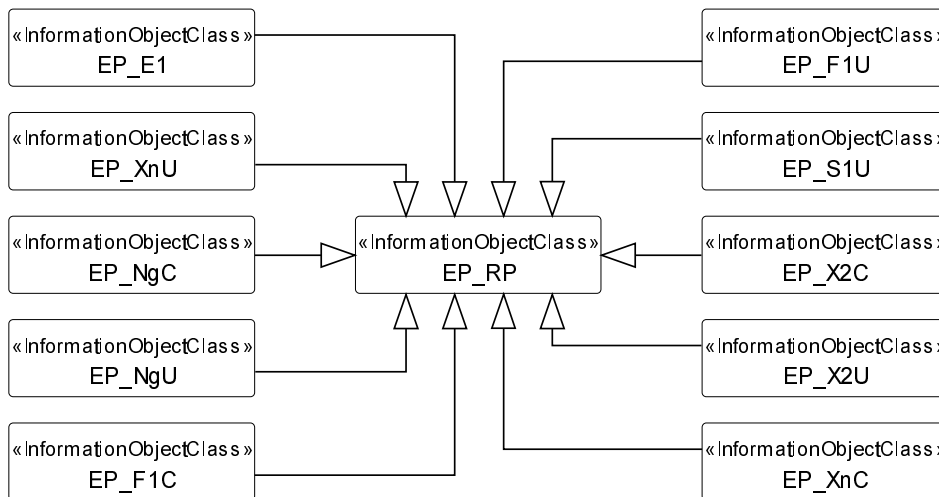 «InformationObjectClass»
EP_E1
«InformationObjectClass»
EP_XnU
«InformationObjectClass»
EP_NgC
«InformationObjectClass»
EP_NgU
«InformationObjectClass»
EP_F1C
«InformationObjectClass»
EP_RP
«InformationObjectClass»
EP_F1U
«InformationObjectClass»
EP_S1U
«InformationObjectClass»
EP_X2C
«InformationObjectClass»
EP_X2U
«InformationObjectClass»
EP_XnC